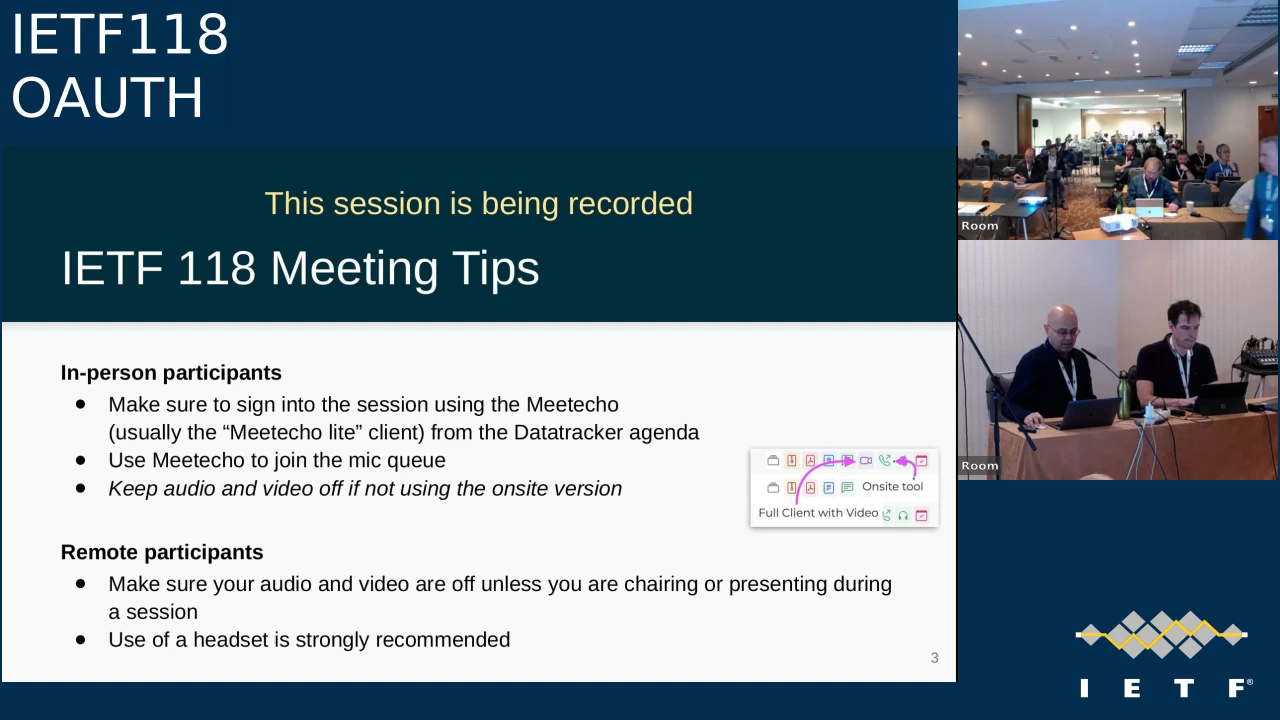 IETF118
OAUTH
This session is being recorded
IETF 118 Meeting Tips
In-person participants
● Make sure to sign into the session using the Meetecho
(usually the “Meetecho lite” client) from the Datatracker agenda
● Use Meetecho to join the mic queue
● Keep audio and video off if not using the onsite version
Onsite tool
Full Client with Video
Remote participants
● Make sure your audio and video are off unless you are chairing or presenting during
a session
● Use of a headset is strongly recommended
3
Room
Room
I E T F®